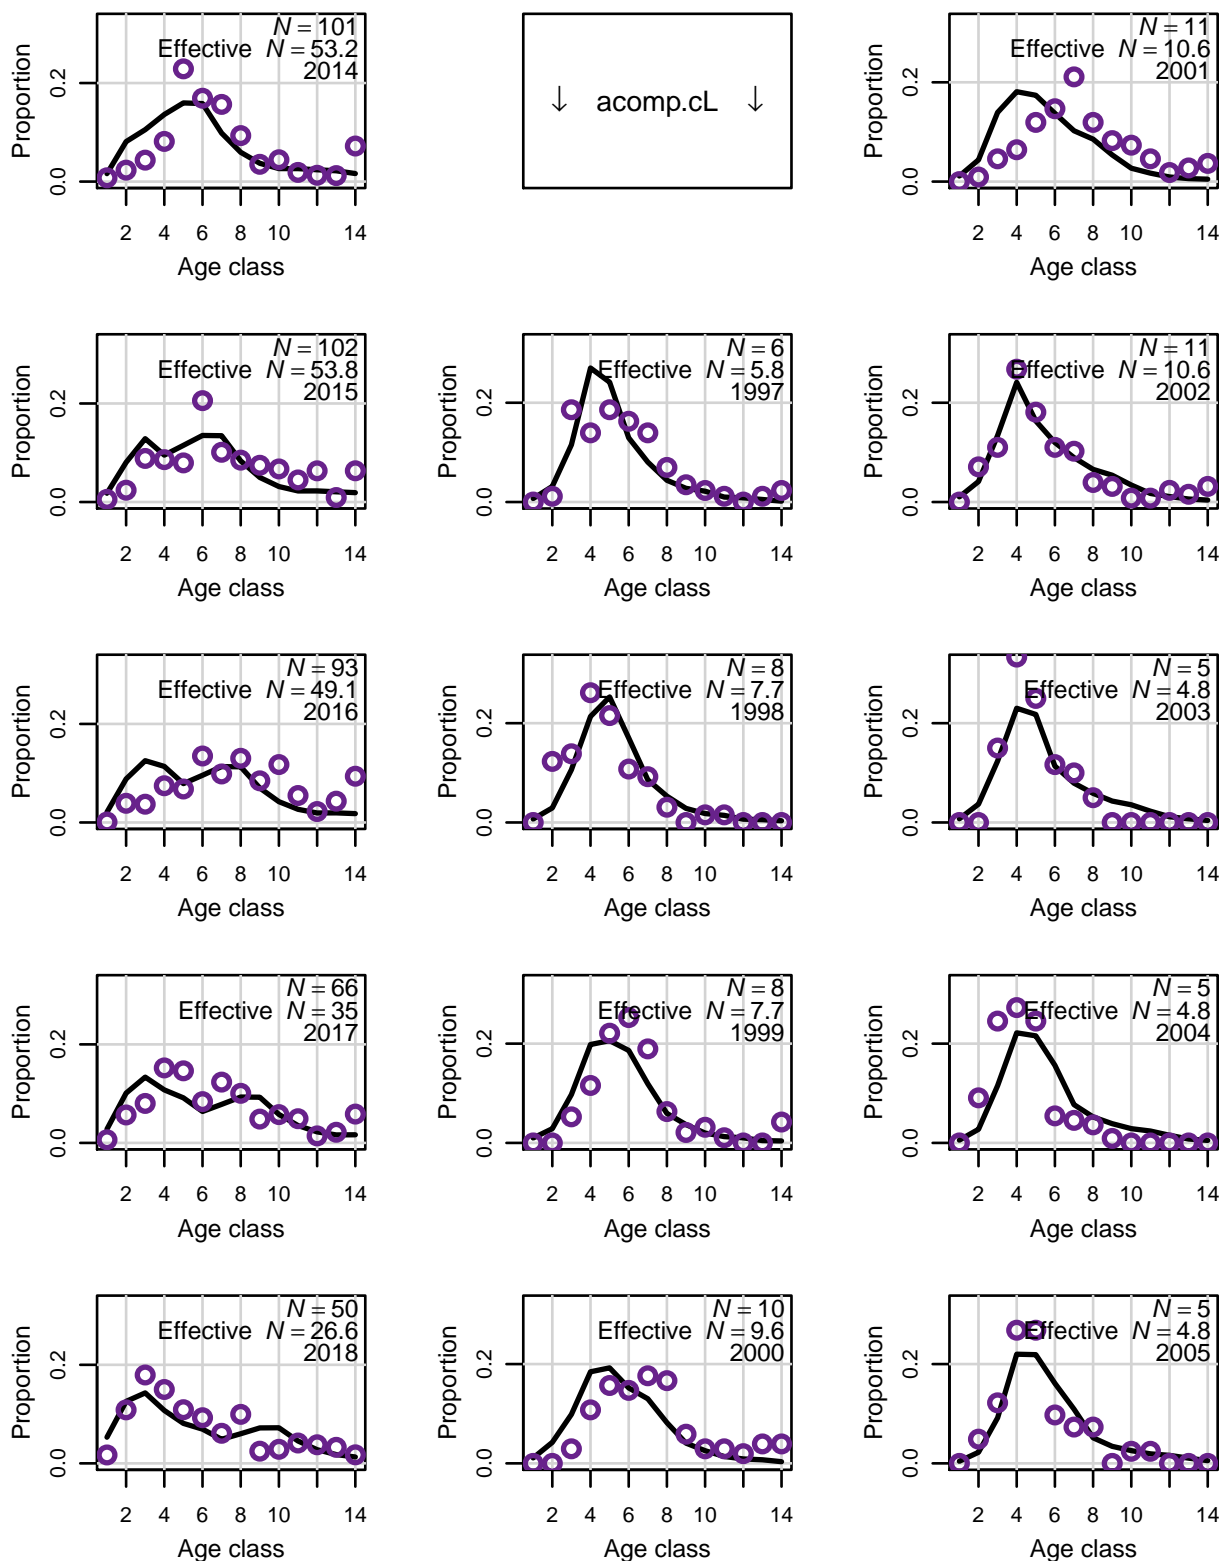 N = 101
Effective N = 53.2
2014
Proportion
0.0 0.2
2 4 6 8 10 14
Age class
↓ acomp.cL ↓
N = 11
Effective N = 10.6
2001
Proportion
0.0 0.2
2 4 6 8 10 14
Age class
N = 102
Effective N = 53.8
2015
Proportion
0.0 0.2
2 4 6 8 10 14
Age class
N = 6
Effective N = 5.8
1997
Proportion
0.0 0.2
2 4 6 8 10 14
Age class
N = 11
Effective N = 10.6
2002
Proportion
0.0 0.2
2 4 6 8 10 14
Age class
N = 93
Effective N = 49.1
2016
Proportion
0.0 0.2
2 4 6 8 10 14
Age class
N = 8
Effective N = 7.7
1998
Proportion
0.0 0.2
2 4 6 8 10 14
Age class
N = 5
Effective N = 4.8
2003
Proportion
0.0 0.2
2 4 6 8 10 14
Age class
N = 66
Effective N = 35
2017
Proportion
0.0 0.2
2 4 6 8 10 14
Age class
N = 8
Effective N = 7.7
1999
Proportion
0.0 0.2
2 4 6 8 10 14
Age class
N = 5
Effective N = 4.8
2004
Proportion
0.0 0.2
2 4 6 8 10 14
Age class
N = 50
Effective N = 26.6
2018
Proportion
0.0 0.2
2 4 6 8 10 14
Age class
N = 10
Effective N = 9.6
2000
Proportion
0.0 0.2
2 4 6 8 10 14
Age class
N = 5
Effective N = 4.8
2005
Proportion
0.0 0.2
2 4 6 8 10 14
Age class